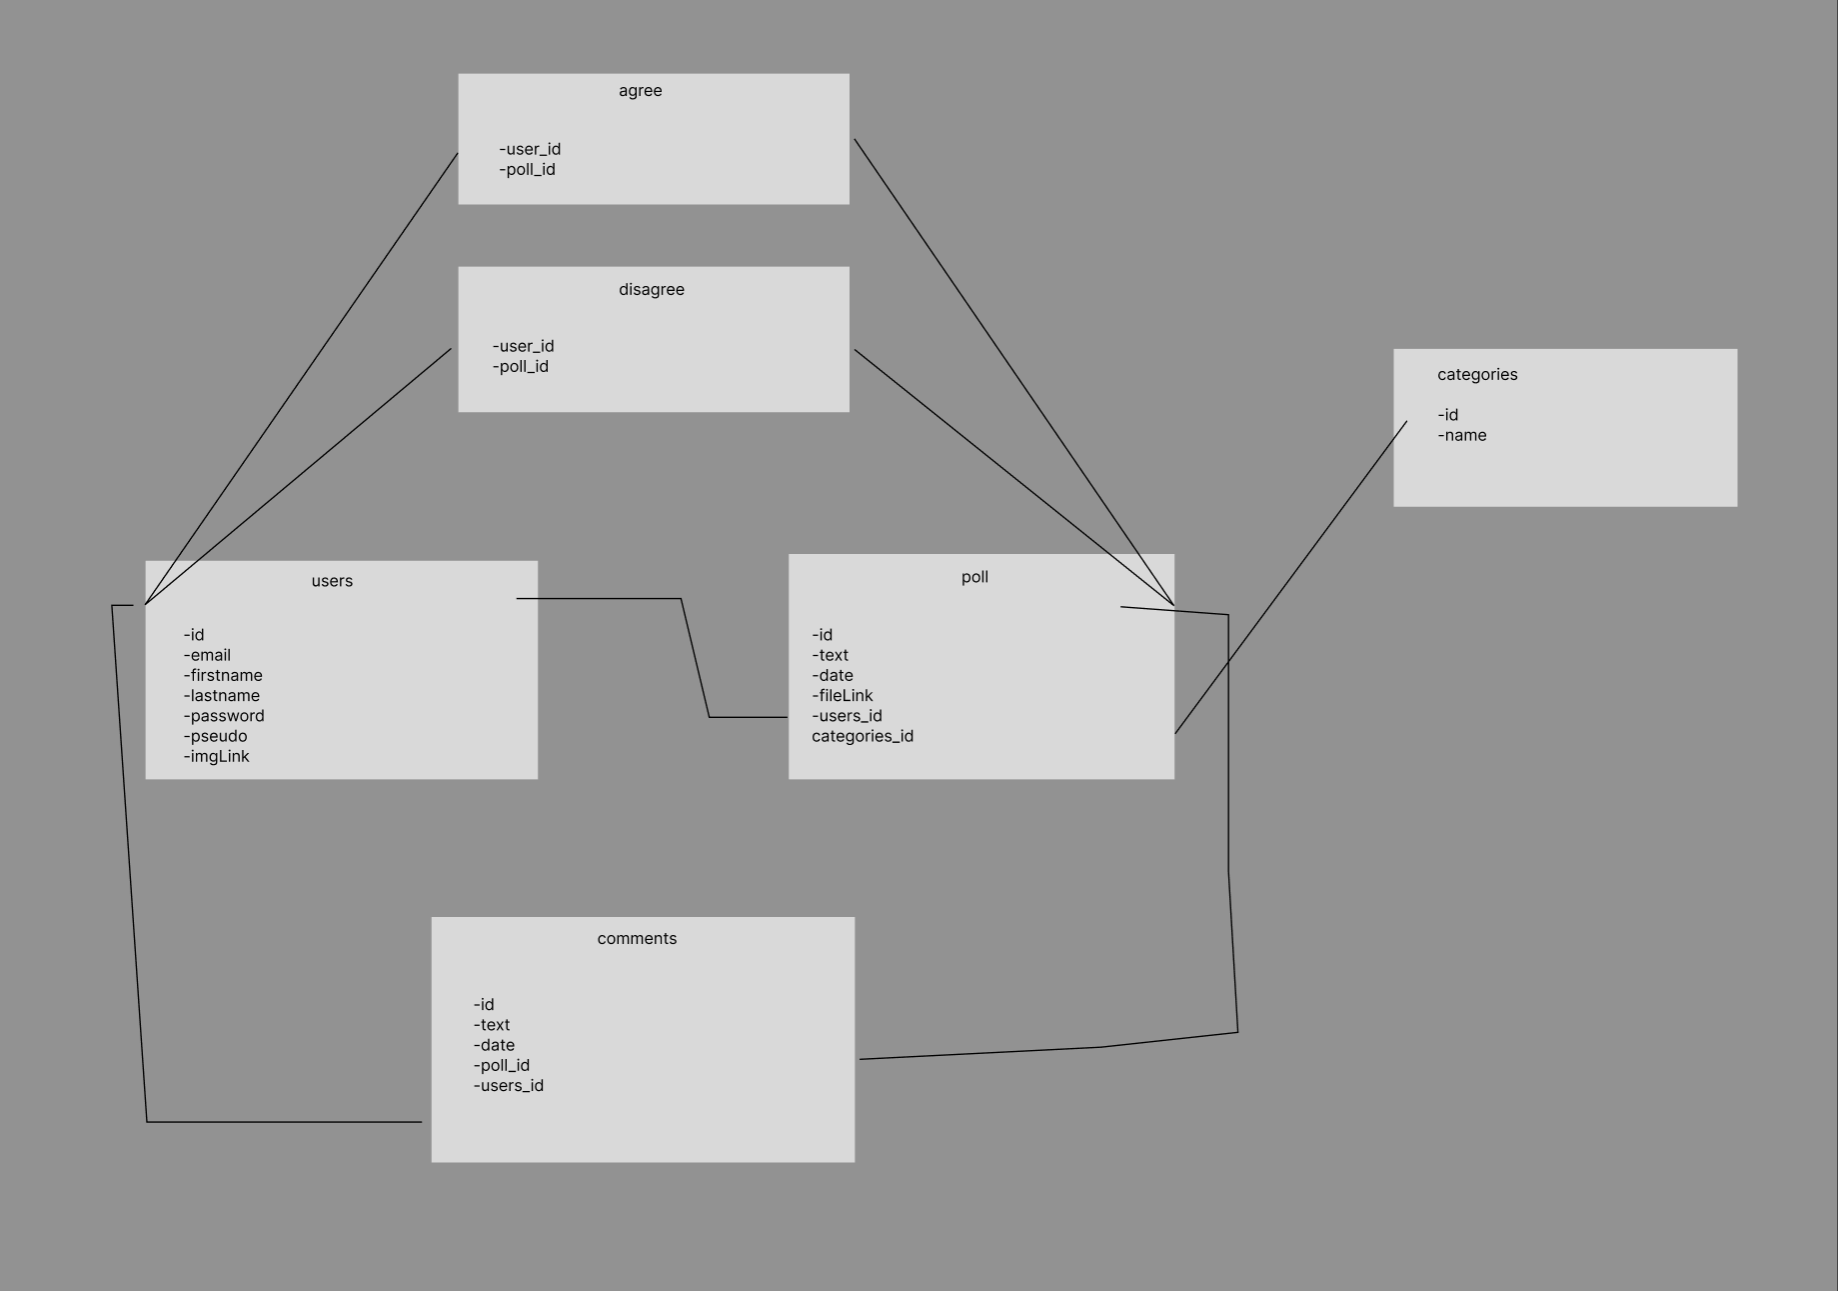 agree
-user_id
-poll_id
disagree
-user_id
-poll_id
categories
-id
-name
users
-id
-email
-firstname
-lastname
-password
-pseudo
-imgLink
poll
-id
-text
-date
-fileLink
-users_id
categories_id
comments
-id
-text
-date
-poll_id
-users_id